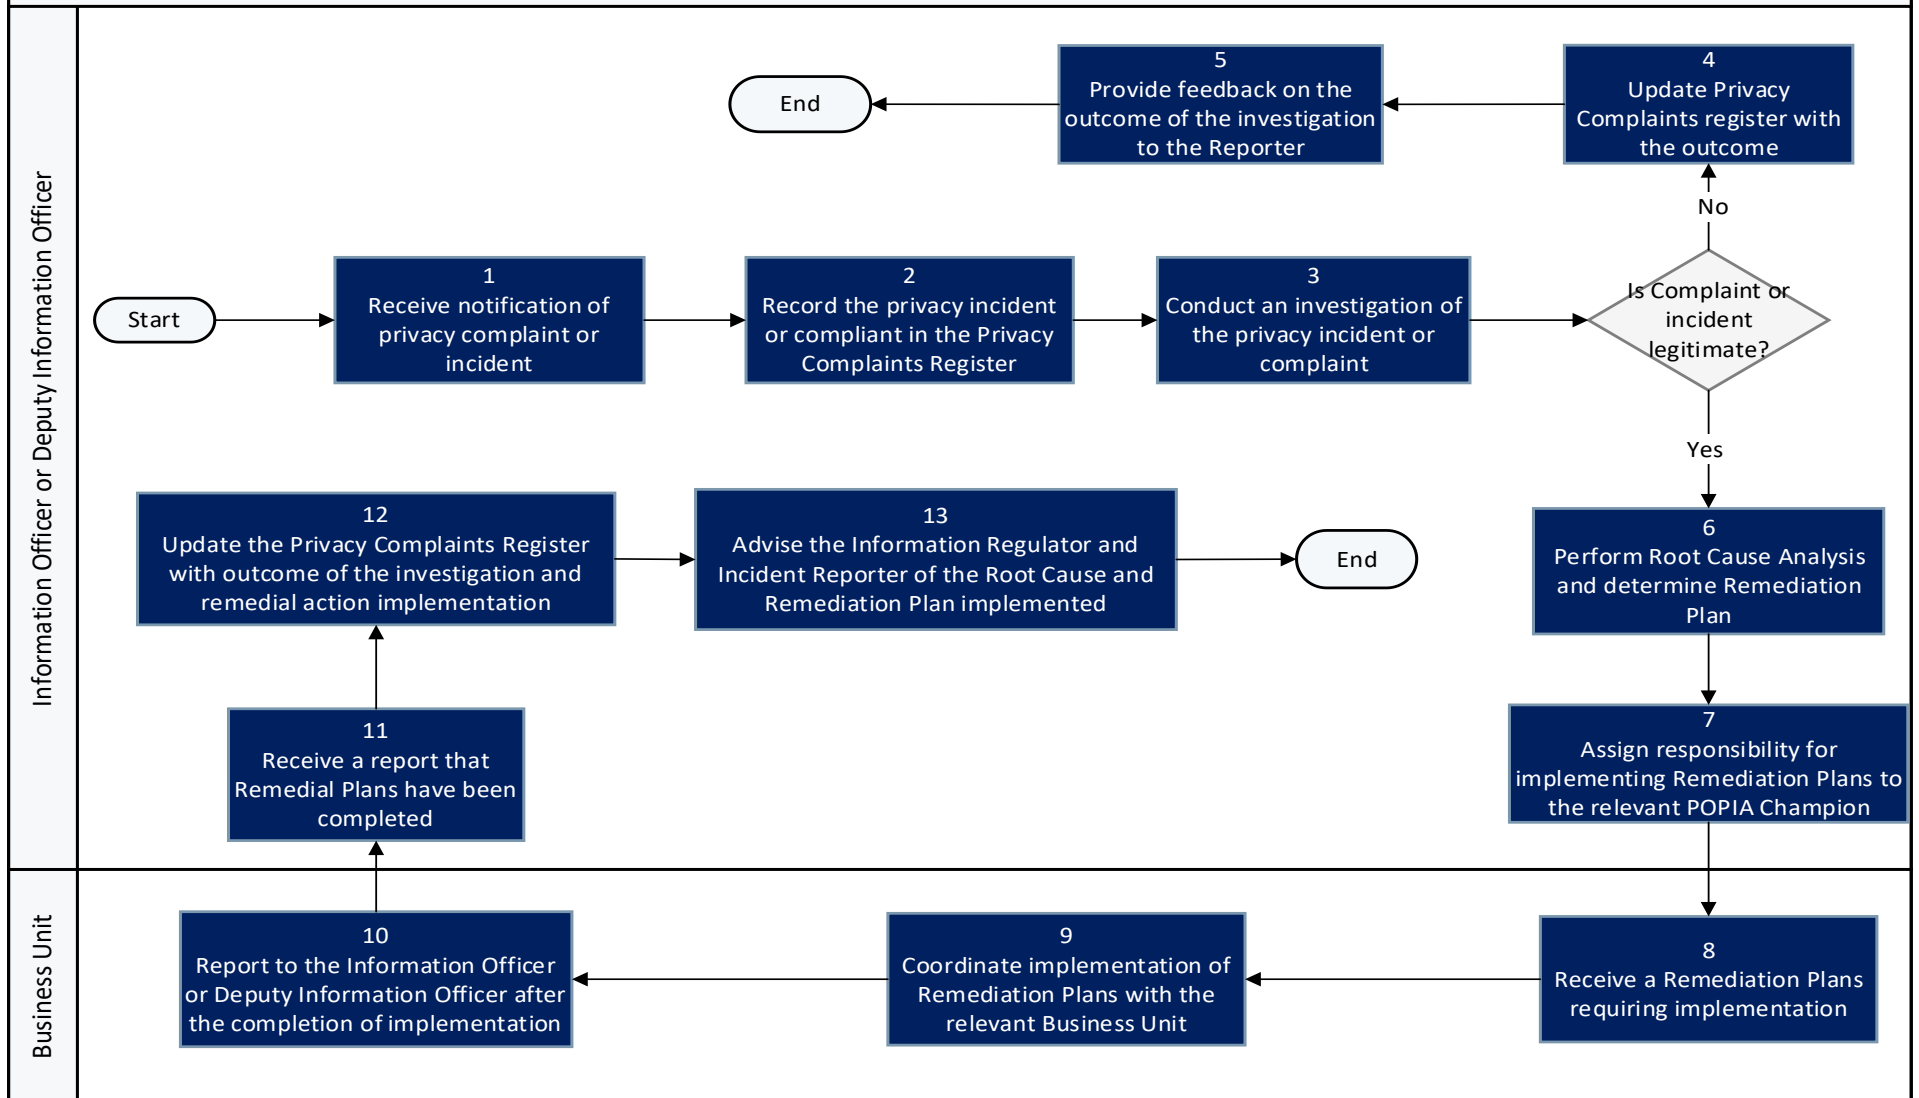 Information Officer or Deputy Information Officer
Start
1
Receive notification of
privacy complaint or
incident
2
Record the privacy incident
or compliant in the Privacy
Complaints Register
3
Conduct an investigation of
the privacy incident or
complaint
Is Complaint or
incident
legitimate?
No
4
Update Privacy
Complaints register with
the outcome
5
Provide feedback on the
outcome of the investigation
to the Reporter
End
Yes
6
Perform Root Cause Analysis
and determine Remediation
Plan
7
Assign responsibility for
implementing Remediation Plans to
the relevant POPIA Champion
Business Unit
8
Receive a Remediation Plans
requiring implementation
9
Coordinate implementation of
Remediation Plans with the
relevant Business Unit
10
Report to the Information Officer
or Deputy Information Officer after
the completion of implementation
11
Receive a report that
Remedial Plans have been
completed
12
Update the Privacy Complaints Register
with outcome of the investigation and
remedial action implementation
13
Advise the Information Regulator and
Incident Reporter of the Root Cause and
Remediation Plan implemented
End